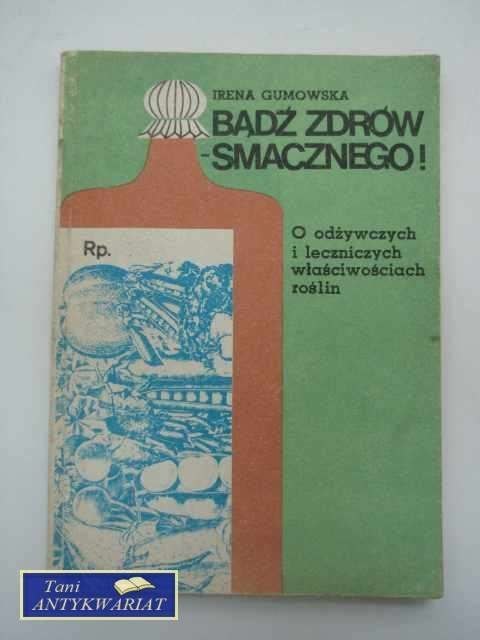 IRENA GUMOWSKA
BĄDŹ ZDRÓW
-SMACZNEGO!
O odżywczych
i leczniczych
właściwościach
roślin
Rp.
Tani
ANTYKWARIAT